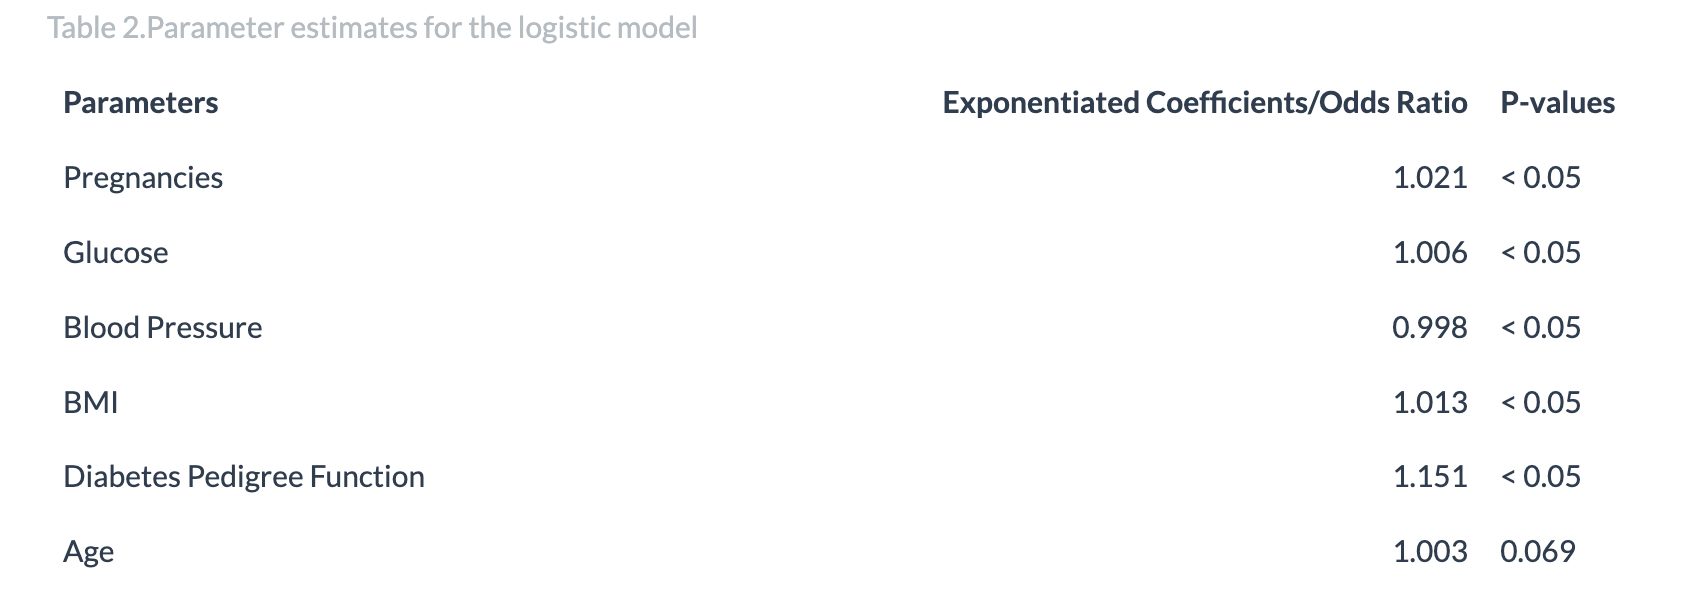 Table 2.Parameter estimates for the logistic model
Parameters Exponentiated Coefficients/Odds Ratio P-values
Pregnancies 1.021 < 0.05
Glucose 1.006 < 0.05
Blood Pressure 0.998 < 0.05
BMI 1.013 < 0.05
Diabetes Pedigree Function 1.151 < 0.05
Age 1.003 0.069